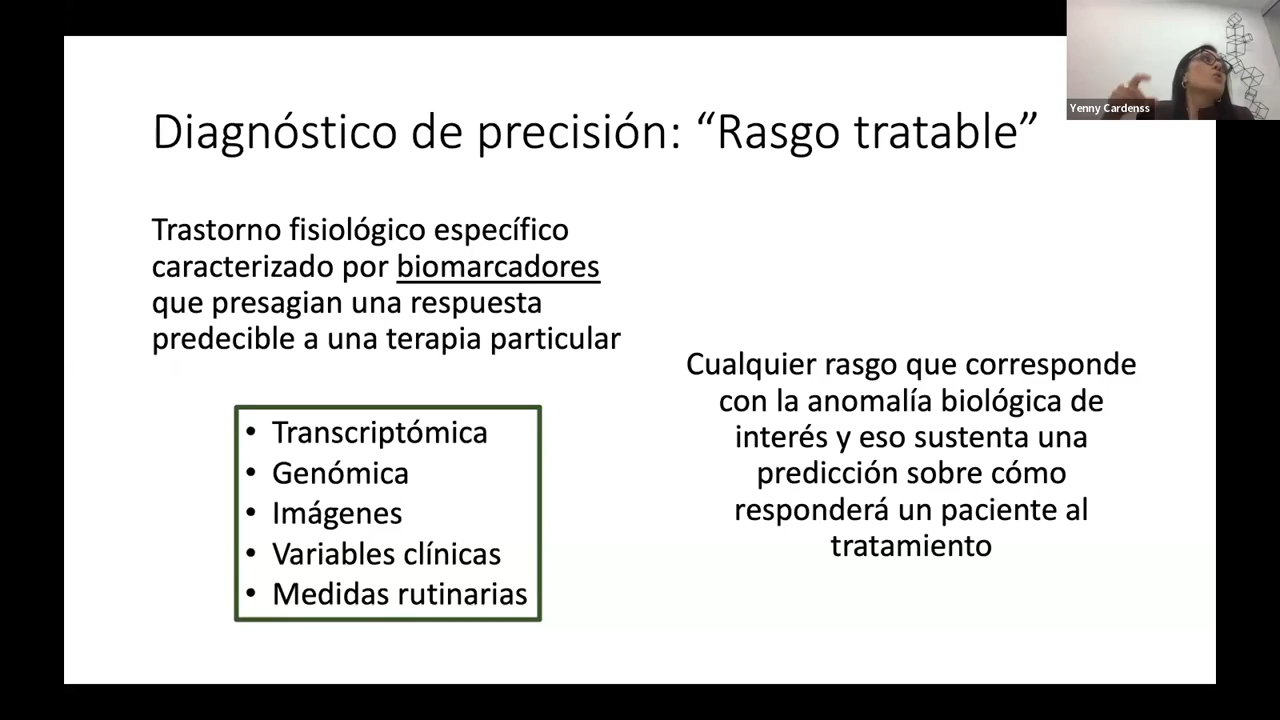 Yenny Cardenss
Diagnóstico de precisión: “Rasgo tratable”
Trastorno fisiológico específico
caracterizado por biomarcadores
que presagian una respuesta
predecible a una terapia particular
• Transcriptómica
• Genómica
• Imágenes
• Variables clínicas
• Medidas rutinarias
Cualquier rasgo que corresponde
con la anomalía biológica de
interés y eso sustenta una
predicción sobre cómo
responderá un paciente al
tratamiento